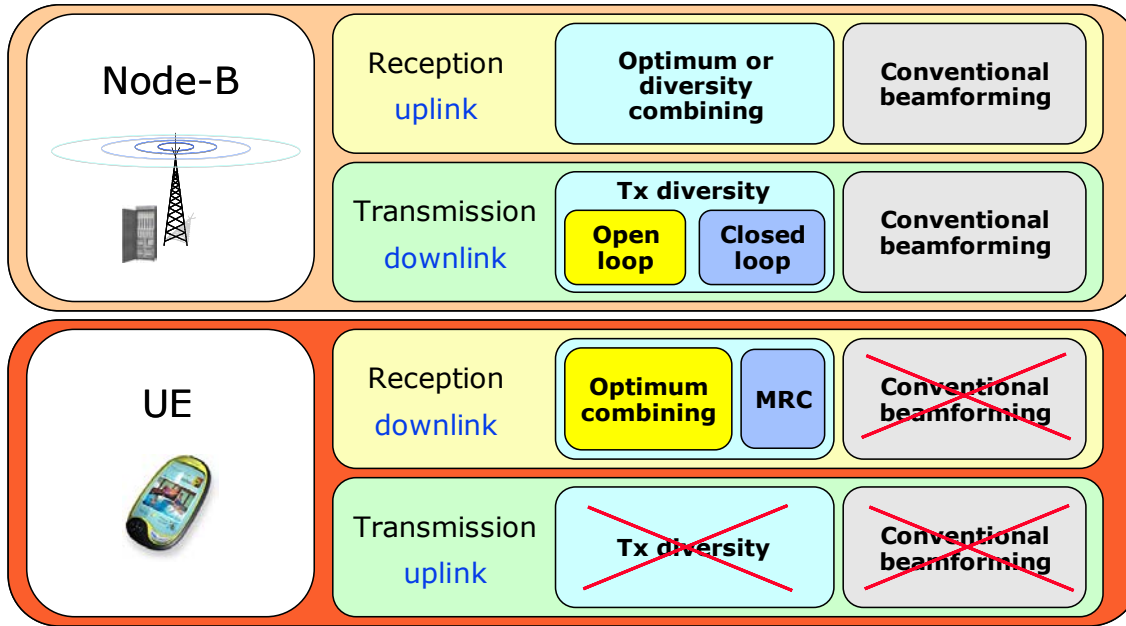 Node-B
Reception
uplink
Optimum or
diversity
combining
Conventional
beamforming
Transmission
downlink
Tx diversity
Open
loop
Closed
loop
Conventional
beamforming
UE
Reception
downlink
Optimum
combining
MRC
Conventional
beamforming
Transmission
uplink
Tx diversity
Conventional
beamforming